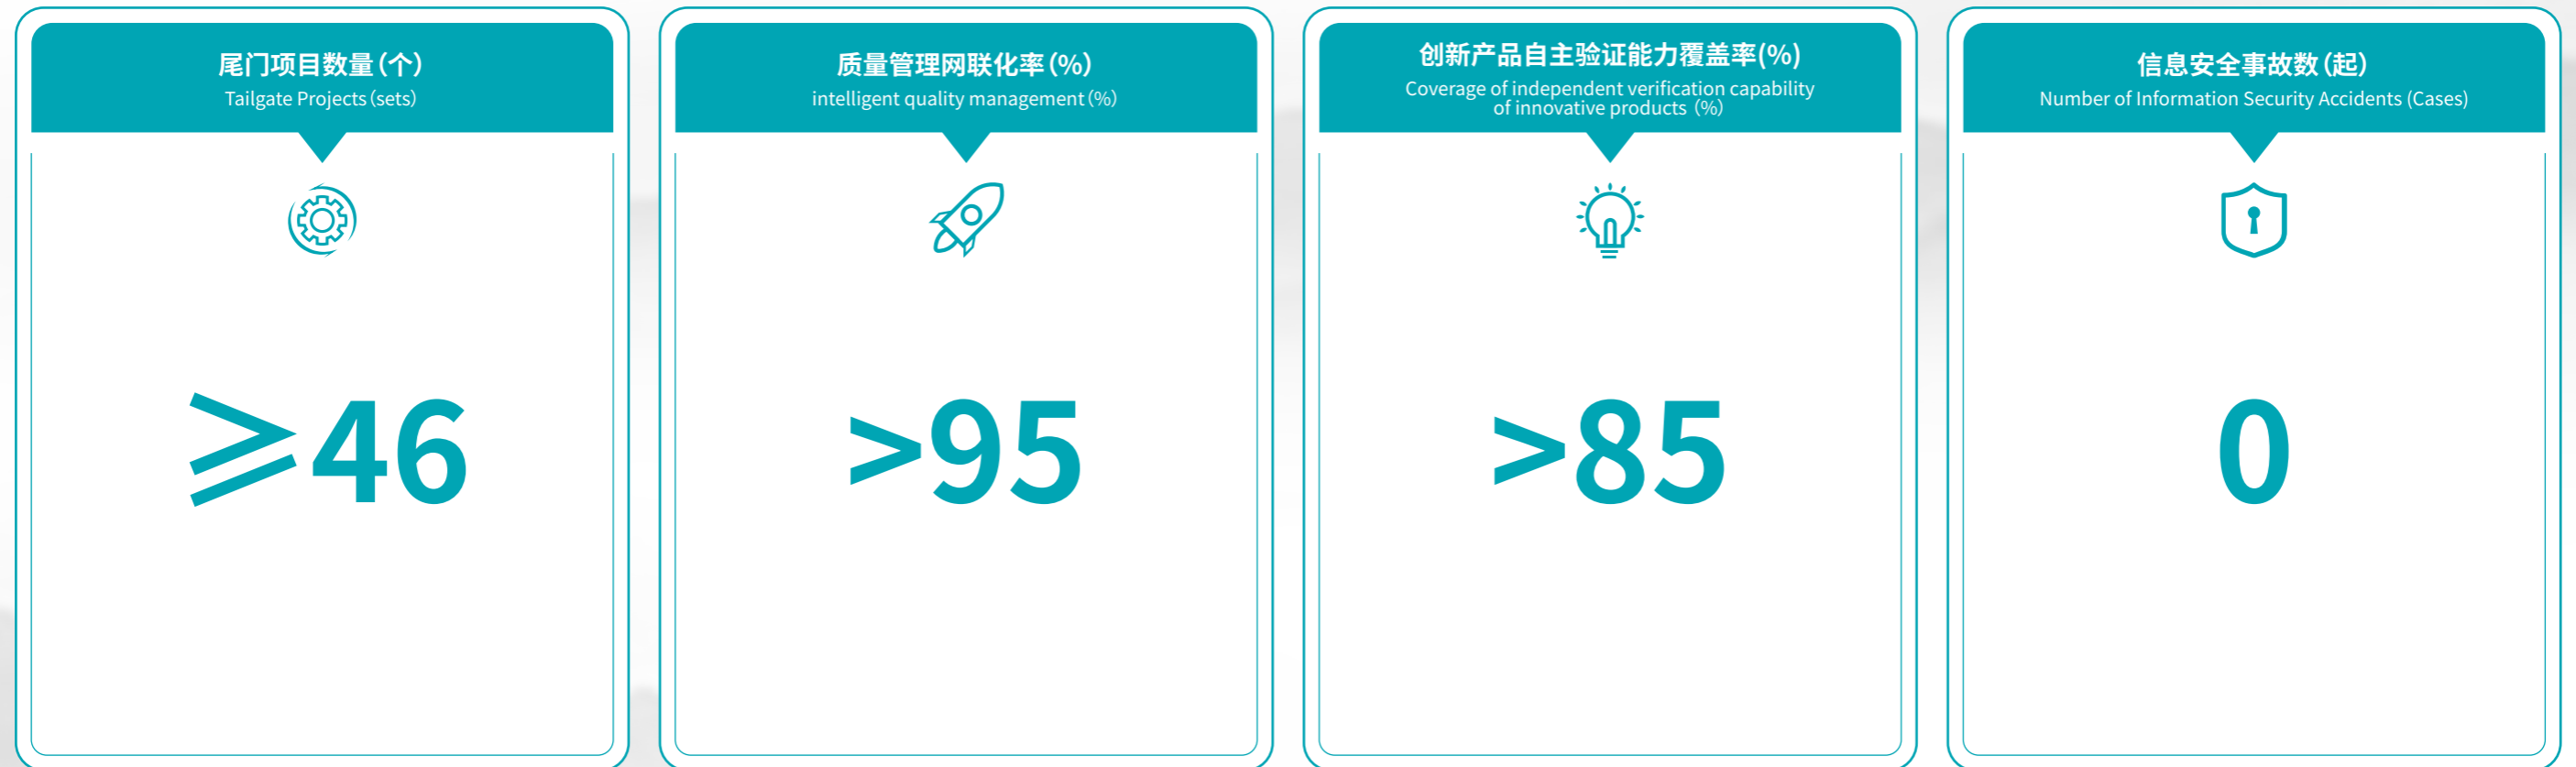 尾门项目数量(个)
Tailgate Projects(sets)
≥46
质量管理网联化率(%)
intelligent quality management(%)
>95
创新产品自主验证能力覆盖率(%)
Coverage of independent verification capability
of innovative products (%)
>85
信息安全事故数(起)
Number of Information Security Accidents (Cases)
0